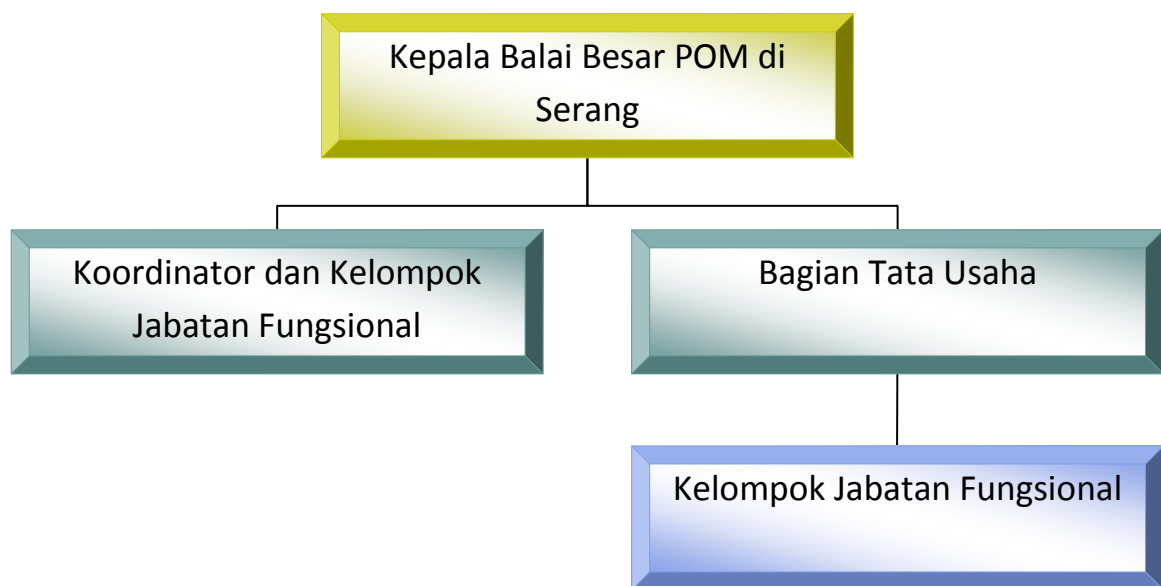 Kepala Balai Besar POM di
Serang
Koordinator dan Kelompok
Jabatan Fungsional
Bagian Tata Usaha
Kelompok Jabatan Fungsional